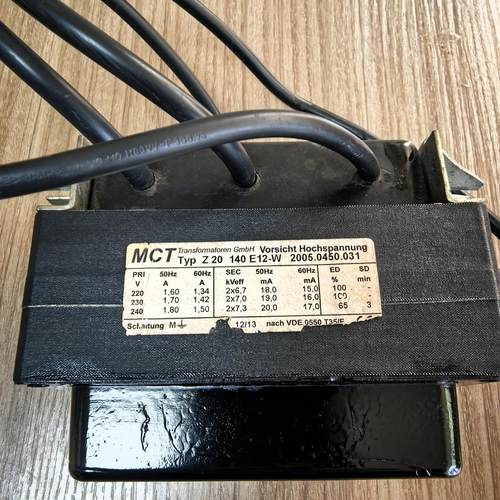 MCT Transformatoren GmbH Vorsicht Hochspannung
Typ Z 20 140 E12-W 2005.0450.031
PRI 50Hz 60Hz SEC 50Hz 60Hz ED SD
V A A kVeff mA mA % min
220 1,60 1,34 2x6,7 18,0 15,0 100 -
230 1,70 1,42 2x7,0 19,0 16,0 100 -
240 1,80 1,50 2x7,3 20,0 17,0 65 3
Schaltung M 12/13 nach VDE 0550 T35/E